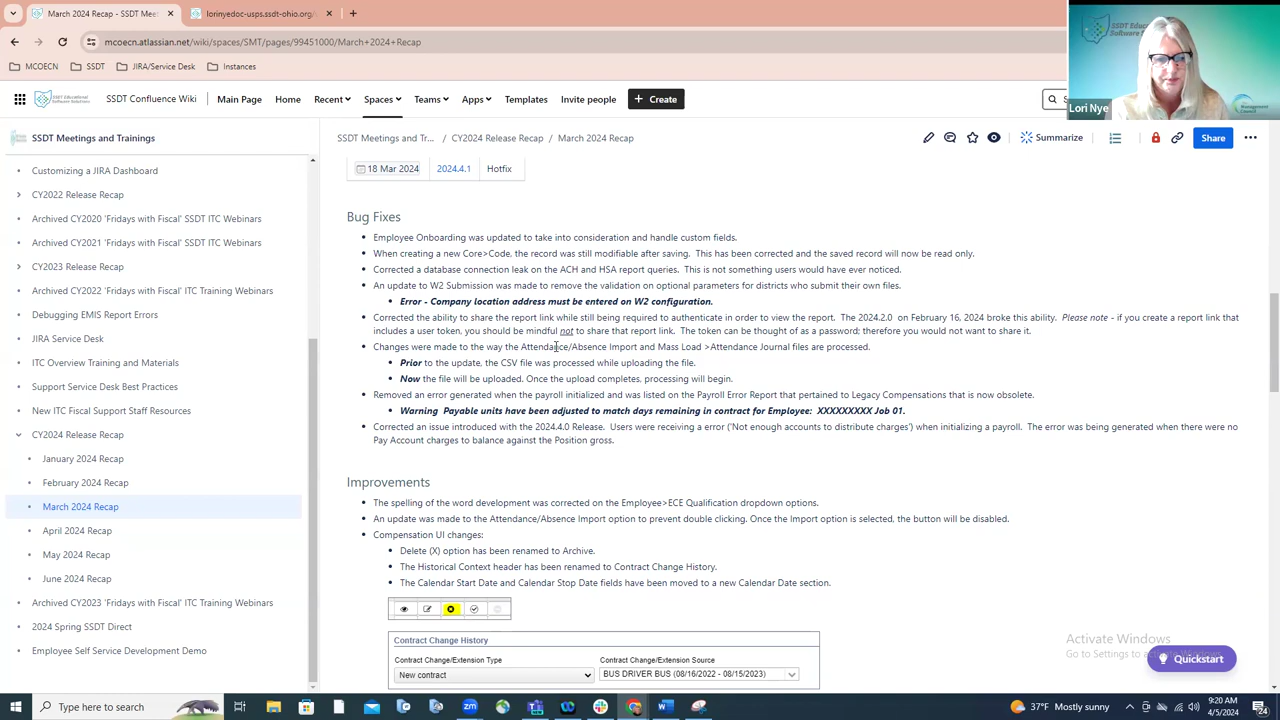 March 2024 Recap - SSDT Mee
lorinyedoc-usps.ssdt-ohio.org/
mcoecn.atlassian.net/wiki/spaces/SMT/pages/99451000/March+2024+Recap
MCOECN
SSDT
JIRA/Service Desk
Instances
SSDT Confluence Wiki
Main Page
Home
Recent
Spaces
Teams
Apps
Templates
Invite people
+ Create
Lori Nye
SSDT Meetings and Trainings
SSDT Meetings and Tr... / CY2024 Release Recap / March 2024 Recap
Summarize
Share
Customizing a JIRA Dashboard
CY2022 Release Recap
Archived CY2020 'Fridays with Fiscal' SSDT ITC Webinars
Archived CY2021 'Fridays with Fiscal' SSDT ITC Webinars
CY2023 Release Recap
Archived CY2022 'Fridays with Fiscal' ITC Training Webinars
Debugging EMIS Report Errors
JIRA Service Desk
ITC Overview Training and Materials
Support Service Desk Best Practices
New ITC Fiscal Support Staff Resources
CY2024 Release Recap
January 2024 Recap
February 2024 Recap
March 2024 Recap
April 2024 Recap
May 2024 Recap
June 2024 Recap
Archived CY2023 'Fridays with Fiscal' ITC Training Webinars
2024 Spring SSDT Direct
Employee Self Service Development Demo
18 Mar 2024 2024.4.1 Hotfix
Bug Fixes
Employee Onboarding was updated to take into consideration and handle custom fields.
When creating a new Core>Code, the record was still modifiable after saving. This has been corrected and the saved record will now be read only.
Corrected a database connection leak on the ACH and HSA report queries. This is not something users would have ever noticed.
An update to W2 Submission was made to remove the validation on optional parameters for districts who submit their own files.
Error - Company location address must be entered on W2 configuration.
Corrected the ability to share the report link while still being required to authenticate in order to view the report. The 2024.2.0 on February 16, 2024 broke this ability. Please note - if you create a report link that
includes a user token, you should be mindful not to share that report link. The token can be thought of as a password; therefore you would not want to share it.
Changes were made to the way the Attendance/Absence Import and Mass Load >Attendance Journal files are processed.
Prior to the update, the CSV file was processed while uploading the file.
Now the file will be uploaded. Once the upload completes, processing will begin.
Removed an error generated when the payroll initialized and was listed on the Payroll Error Report that pertained to Legacy Compensations that is now obsolete.
Warning Payable units have been adjusted to match days remaining in contract for Employee: XXXXXXXXX Job 01.
Corrected an issue introduced with the 2024.4.0 Release. Users were receiving a error ('Not enough accounts to distribute charges') when initializing a payroll. The error was being generated when there were no
Pay Account charges to balance against the Position gross.
Improvements
The spelling of the word development was corrected on the Employee>ECE Qualification dropdown options.
An update was made to the Attendance/Absence Import option to prevent double clicking. Once the Import option is selected, the button will be disabled.
Compensation UI changes:
Delete (X) option has been renamed to Archive.
The Historical Context header has been renamed to Contract Change History.
The Calendar Start Date and Calendar Stop Date fields have been moved to a new Calendar Date section.
Contract Change History
Contract Change/Extension Type
Contract Change/Extension Source
New contract
BUS DRIVER BUS (08/16/2022 - 08/15/2023)
Activate Windows
Go to Settings to
Quickstart
Type here to search
37°F Mostly sunny
9:20 AM
4/5/2024
24